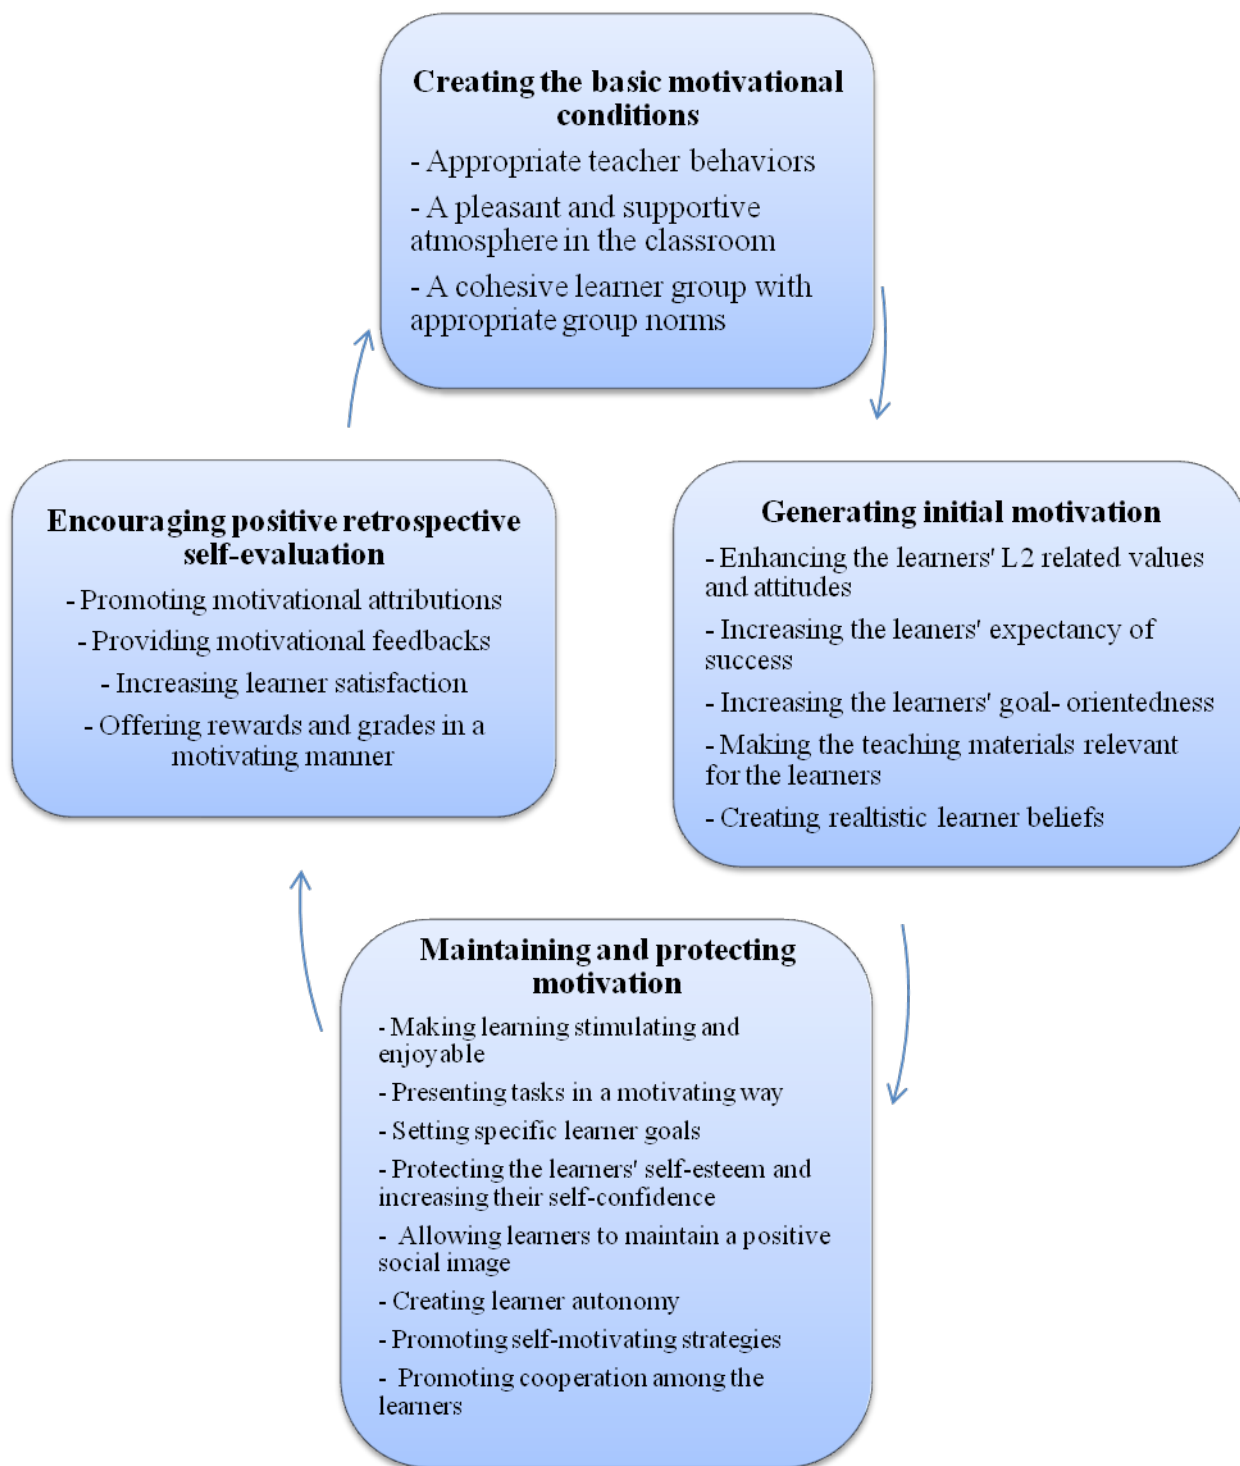 Creating the basic motivational
conditions
- Appropriate teacher behaviors
- A pleasant and supportive
atmosphere in the classroom
- A cohesive learner group with
appropriate group norms
Generating initial motivation
- Enhancing the learners' L2 related values
and attitudes
- Increasing the leaners' expectancy of
success
- Increasing the learners' goal- orientedness
- Making the teaching materials relevant
for the learners
- Creating realtistic learner beliefs
Maintaining and protecting
motivation
- Making learning stimulating and
enjoyable
- Presenting tasks in a motivating way
- Setting specific learner goals
- Protecting the learners' self-esteem and
increasing their self-confidence
- Allowing learners to maintain a positive
social image
- Creating learner autonomy
- Promoting self-motivating strategies
- Promoting cooperation among the
learners
Encouraging positive retrospective
self-evaluation
- Promoting motivational attributions
- Providing motivational feedbacks
- Increasing learner satisfaction
- Offering rewards and grades in a
motivating manner